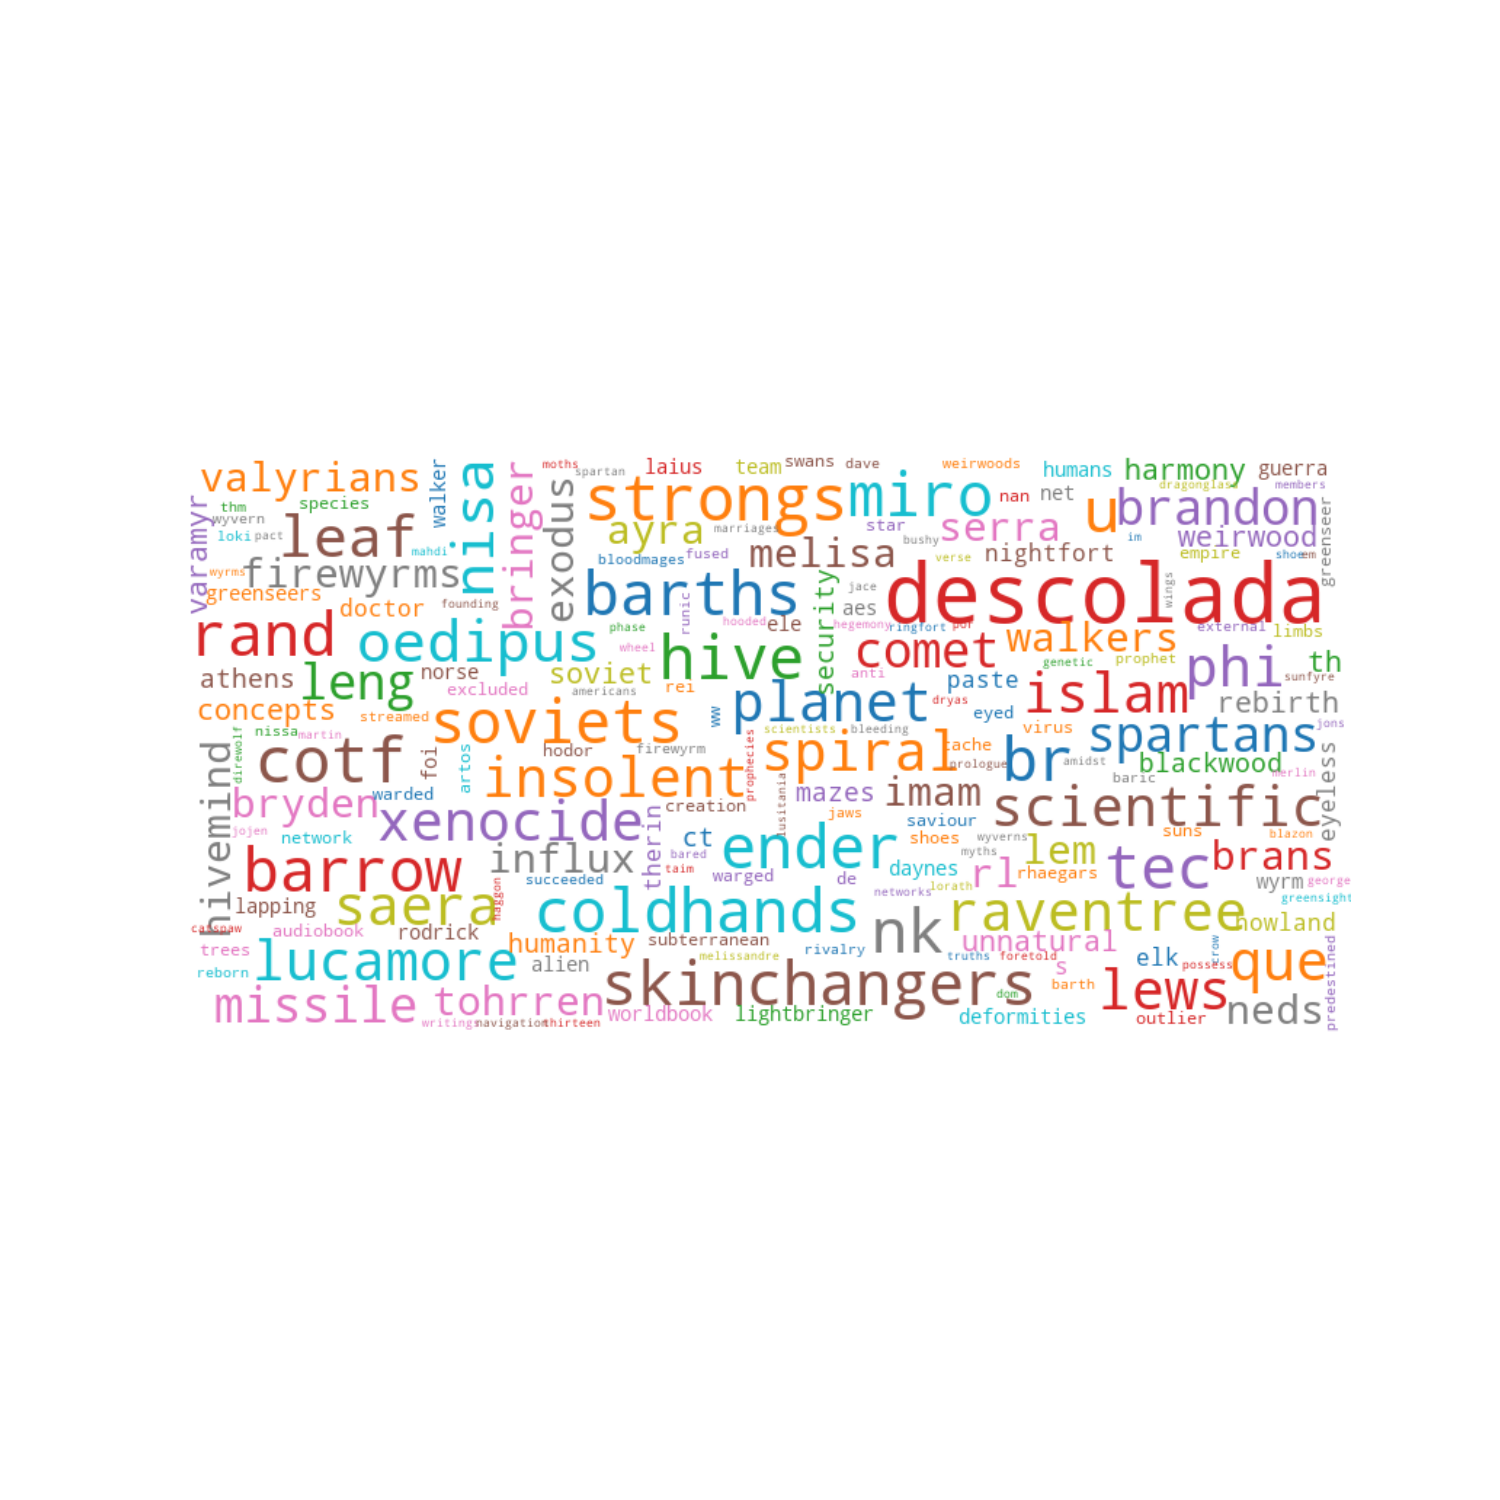 valyrians
walker
nisa
bringer
moths
spartan
laius
team
swans
dave
weirwoods
humans
harmony
guerra
varamyr
thm
species
wyvern
loki
pact
leaf
mahdi
exodus
strongs
miro
nan
net
u
dragonglass
members
brandon
ayra
marriages
star
bushy
serra
im
weirwood
greenseer
wyrms
firewyrms
bloodmages
fused
melisa
verse
nightfort
empire
shoe
em
greenseers
doctor
founding
barths
runic
security
jace
aes
descolada
wings
rand
oedipus
phase
hooded
ele
hegemony
ringfort
por
walkers
external
limbs
wheel
hive
comet
genetic
prophet
phi
th
athens
leng
norse
excluded
soviet
americans
rei
anti
planet
paste
dryas
islam
sunfyre
rebirth
concepts
streamed
soviets
ww
eyed
virus
spartans
jons
nissa
martin
direwolf
hivemind
cotf
foi
artos
hodor
firewyrm
prophecies
scientists
bleeding
spiral
cache
prologue
br
amidst
blackwood
baric
merlin
eyeless
bryden
warded
insolent
creation
lusitania
mazes
imam
scientific
jojen
network
xenocide
therin
ct
jaws
saviour
shoes
wyverns
myths
suns
blazon
barrow
influx
succeeded
bared
taim
ender
warged
de
daynes
rl
lem
rhaegars
tec
brans
wyrm
george
greensight
lapping
saera
haggon
coldhands
networks
lorath
nk
raventree
howland
catspaw
trees
audiobook
rodrick
humanity
subterranean
melissandre
rivalry
unnatural
truths
foretold
s
elk
crow
possess
que
predestined
reborn
lucamore
alien
skinchangers
dom
barth
lews
neds
missile
tohrren
writings
navigation
thirteen
worldbook
lightbringer
deformities
outlier